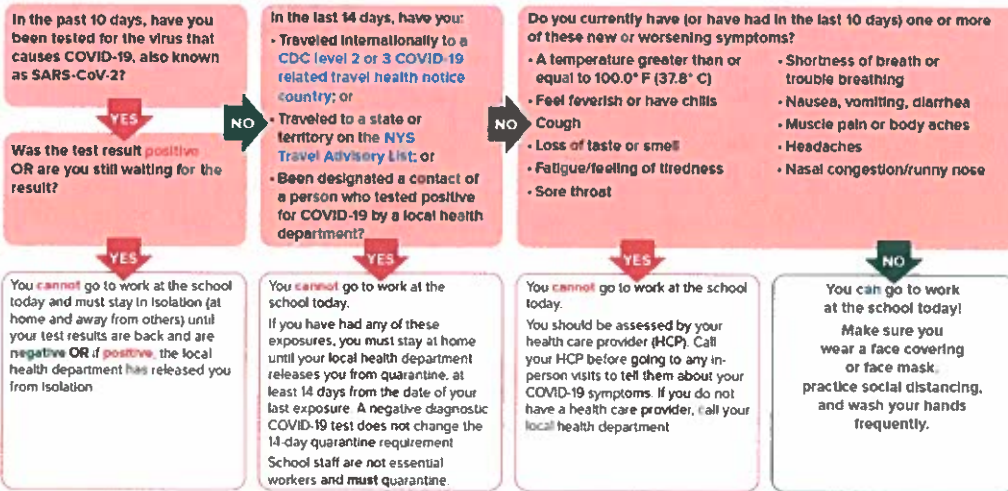 In the past 10 days, have you
been tested for the virus that
causes COVID-19, also known
as SARS-CoV-2?
YES
Was the test result positive
OR are you still waiting for the
result?
YES
You cannot go to work at the school
today and must stay in isolation (at
home and away from others) until
your test results are back and are
negative OR if positive, the local
health department has released you
from isolation
NO
In the last 14 days, have you:
• Traveled internationally to a
CDC level 2 or 3 COVID-19
related travel health notice
country; or
• Traveled to a state or
territory on the NYS
Travel Advisory List; or
• Been designated a contact of
a person who tested positive
for COVID-19 by a local health
department?
YES
You cannot go to work at the
school today.
If you have had any of these
exposures, you must stay at home
until your local health department
releases you from quarantine, at
least 14 days from the date of your
last exposure. A negative diagnostic
COVID-19 test does not change the
14-day quarantine requirement
School staff are not essential
workers and must quarantine.
NO
Do you currently have (or have had in the last 10 days) one or more
of these new or worsening symptoms?
• A temperature greater than or
equal to 100.0° F (37.8° C)
• Feel feverish or have chills
• Cough
• Loss of taste or smell
• Fatigue/feeling of tiredness
• Sore throat
• Shortness of breath or
trouble breathing
• Nausea, vomiting, diarrhea
• Muscle pain or body aches
• Headaches
• Nasal congestion/runny nose
YES
You cannot go to work at the school
today.
You should be assessed by your
health care provider (HCP). Call
your HCP before going to any in-
person visits to tell them about your
COVID-19 symptoms. If you do not
have a health care provider, call your
local health department
NO
You can go to work
at the school today!
Make sure you
wear a face covering
or face mask,
practice social distancing,
and wash your hands
frequently.